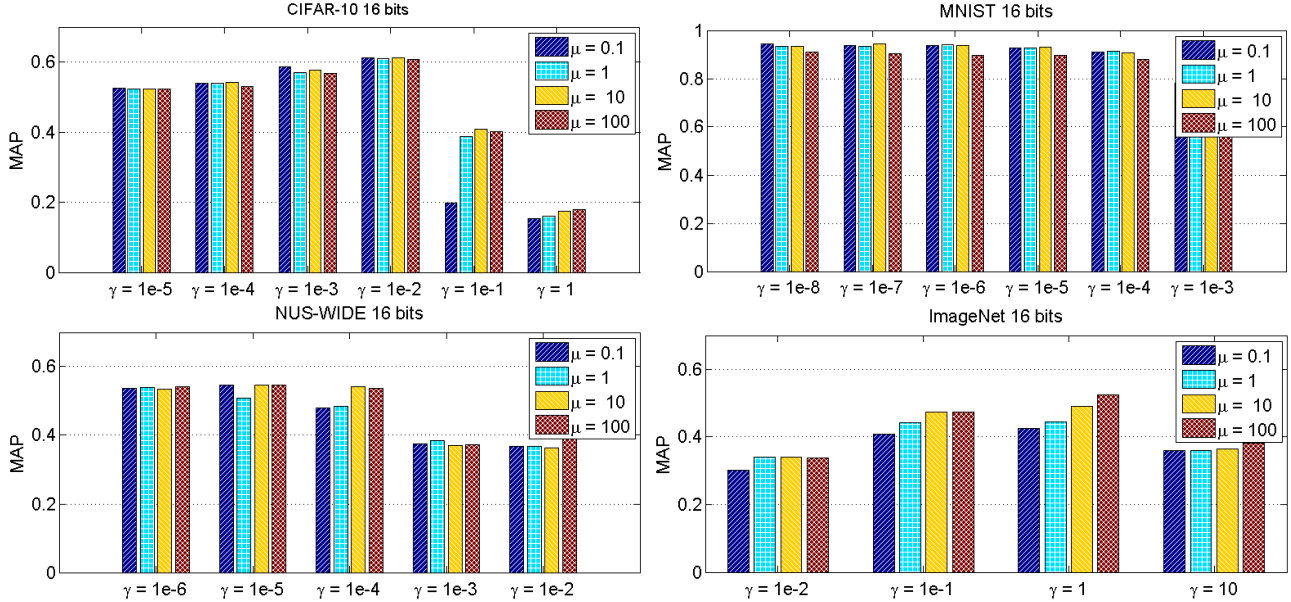 CIFAR-10 16 bits
MAP
0.6
0.4
0.2
0
μ = 0.1
μ = 1
μ = 10
μ = 100
γ = 1e-5 γ = 1e-4 γ = 1e-3 γ = 1e-2 γ = 1e-1 γ = 1
MNIST 16 bits
MAP
1
0.8
0.6
0.4
0.2
0
μ = 0.1
μ = 1
μ = 10
μ = 100
γ = 1e-8 γ = 1e-7 γ = 1e-6 γ = 1e-5 γ = 1e-4 γ = 1e-3
NUS-WIDE 16 bits
MAP
0.6
0.4
0.2
0
μ = 0.1
μ = 1
μ = 10
μ = 100
γ = 1e-6 γ = 1e-5 γ = 1e-4 γ = 1e-3 γ = 1e-2
ImageNet 16 bits
MAP
0.6
0.4
0.2
0
μ = 0.1
μ = 1
μ = 10
μ = 100
γ = 1e-2 γ = 1e-1 γ = 1 γ = 10